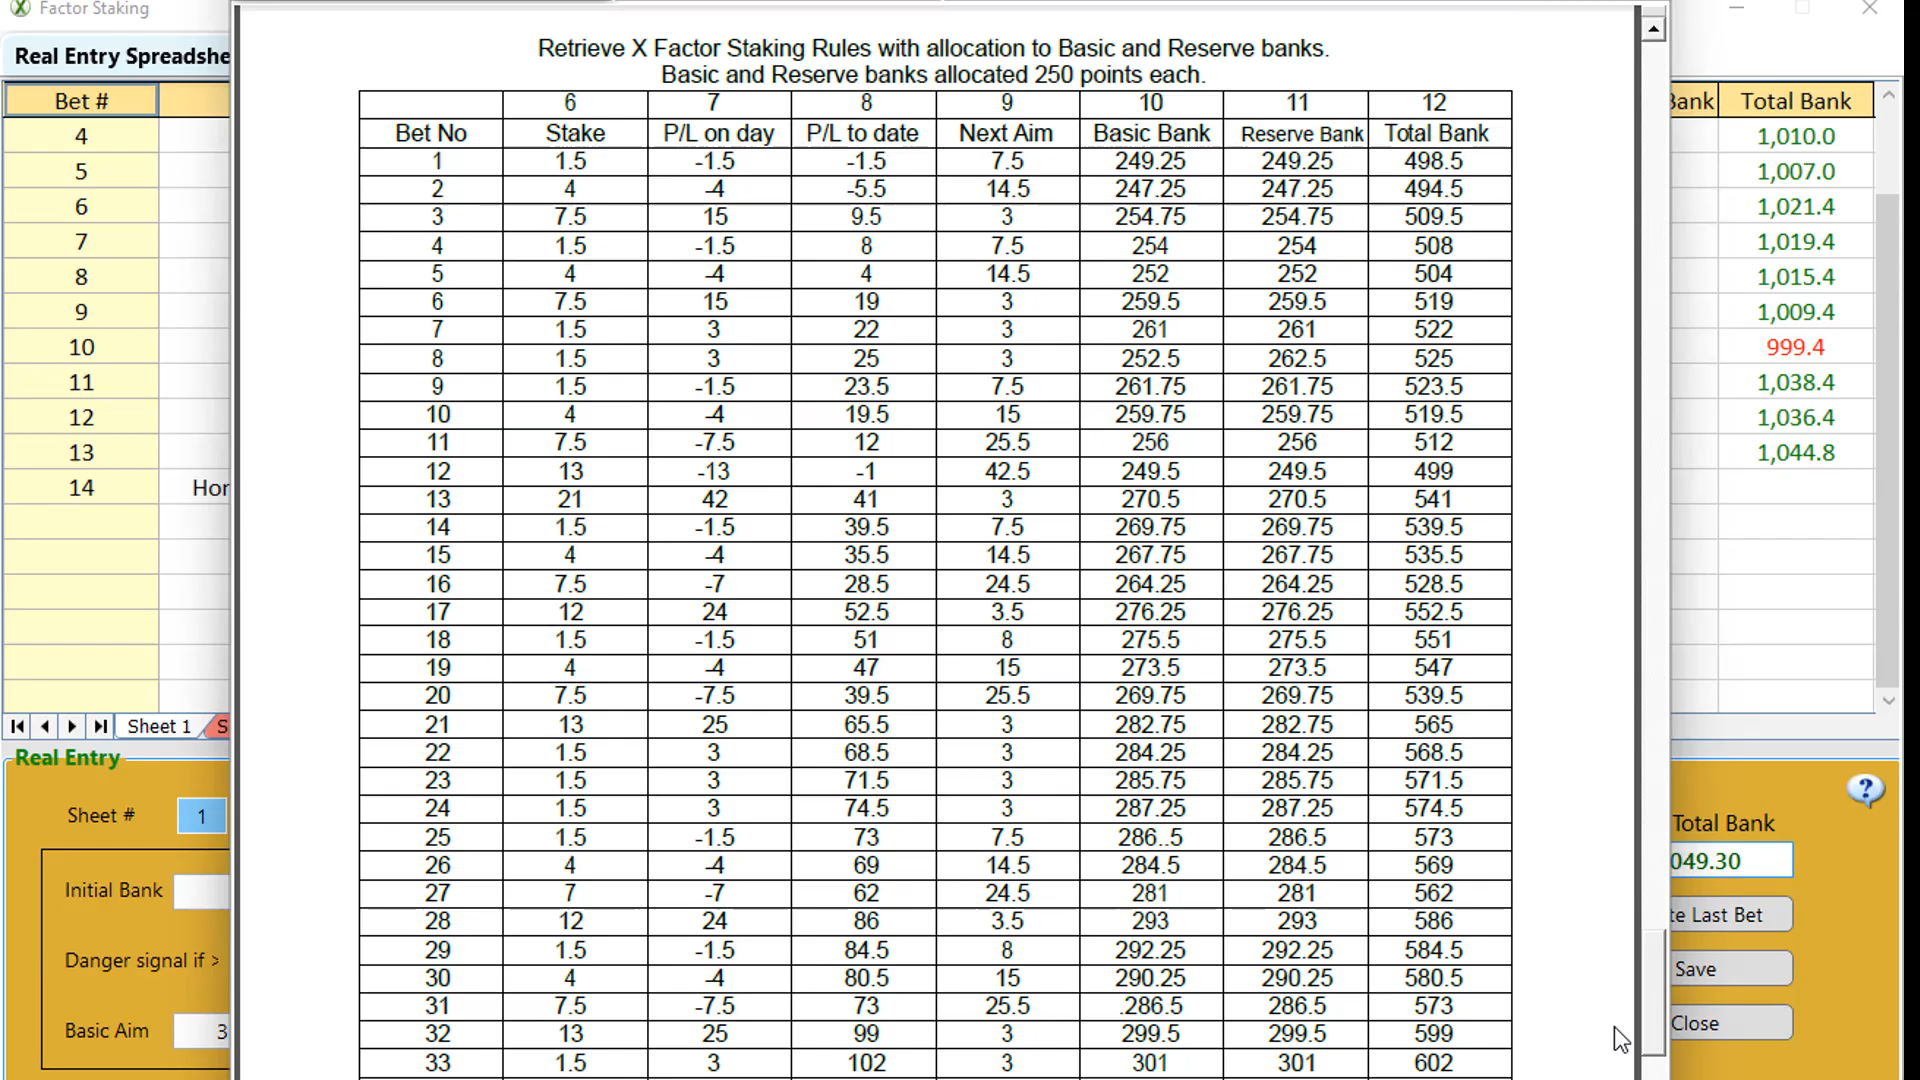 Factor Staking
Real Entry Spreadshe
Retrieve X Factor Staking Rules with allocation to Basic and Reserve banks.
Basic and Reserve banks allocated 250 points each.
6 7 8 9 10 11 12
Bet No Stake P/L on day P/L to date Next Aim Basic Bank Reserve Bank Total Bank
1 1.5 -1.5 -1.5 7.5 249.25 249.25 498.5
2 4 -4 -5.5 14.5 247.25 247.25 494.5
3 7.5 15 9.5 3 254.75 254.75 509.5
4 1.5 -1.5 8 7.5 254 254 508
5 4 -4 4 14.5 252 252 504
6 7.5 15 19 3 259.5 259.5 519
7 1.5 3 22 3 261 261 522
8 1.5 3 25 3 252.5 262.5 525
9 1.5 -1.5 23.5 7.5 261.75 261.75 523.5
10 4 -4 19.5 15 259.75 259.75 519.5
11 7.5 -7.5 12 25.5 256 256 512
12 13 -13 -1 42.5 249.5 249.5 499
13 21 42 41 3 270.5 270.5 541
14 1.5 -1.5 39.5 7.5 269.75 269.75 539.5
15 4 -4 35.5 14.5 267.75 267.75 535.5
16 7.5 -7 28.5 24.5 264.25 264.25 528.5
17 12 24 52.5 3.5 276.25 276.25 552.5
18 1.5 -1.5 51 8 275.5 275.5 551
19 4 -4 47 15 273.5 273.5 547
20 7.5 -7.5 39.5 25.5 269.75 269.75 539.5
21 13 25 65.5 3 282.75 282.75 565
22 1.5 3 68.5 3 284.25 284.25 568.5
23 1.5 3 71.5 3 285.75 285.75 571.5
24 1.5 3 74.5 3 287.25 287.25 574.5
25 1.5 -1.5 73 7.5 286..5 286.5 573
26 4 -4 69 14.5 284.5 284.5 569
27 7 -7 62 24.5 281 281 562
28 12 24 86 3.5 293 293 586
29 1.5 -1.5 84.5 8 292.25 292.25 584.5
30 4 -4 80.5 15 290.25 290.25 580.5
31 7.5 -7.5 73 25.5 .286.5 286.5 573
32 13 25 99 3 299.5 299.5 599
33 1.5 3 102 3 301 301 602
Bet #
4
5
6
7
8
9
10
11
12
13
14 Hor
Sheet 1 S
Real Entry
Sheet # 1
Initial Bank
Danger signal if >
Basic Aim 3
Bank Total Bank
1,010.0
1,007.0
1,021.4
1,019.4
1,015.4
1,009.4
999.4
1,038.4
1,036.4
1,044.8
?
Total Bank
049.30
te Last Bet
Save
Close